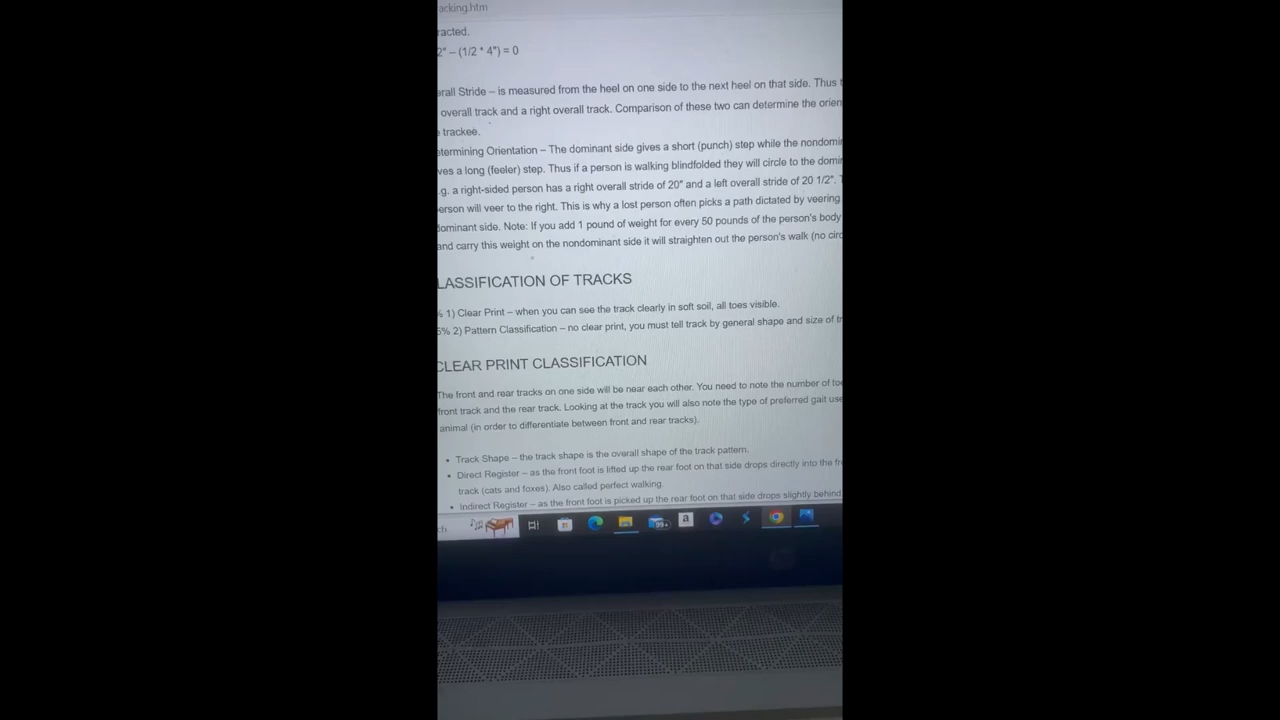 acking.htm
racted.
2" – (1/2 * 4") = 0
erall Stride – is measured from the heel on one side to the next heel on that side. Thus
overall track and a right overall track. Comparison of these two can determine the orien
trackee.
etermining Orientation – The dominant side gives a short (punch) step while the nondomi
ves a long (feeler) step. Thus if a person is walking blindfolded they will circle to the domi
.g. a right-sided person has a right overall stride of 20" and a left overall stride of 20 1/2".
erson will veer to the right. This is why a lost person often picks a path dictated by veering
dominant side. Note: If you add 1 pound of weight for every 50 pounds of the person's body
and carry this weight on the nondominant side it will straighten out the person's walk (no circ
LASSIFICATION OF TRACKS
% 1) Clear Print – when you can see the track clearly in soft soil, all toes visible.
5% 2) Pattern Classification – no clear print, you must tell track by general shape and size of tr
CLEAR PRINT CLASSIFICATION
The front and rear tracks on one side will be near each other. You need to note the number of toe
front track and the rear track. Looking at the track you will also note the type of preferred gait use
animal (in order to differentiate between front and rear tracks).
• Track Shape – the track shape is the overall shape of the track pattern.
• Direct Register – as the front foot is lifted up the rear foot on that side drops directly into the fr
track (cats and foxes). Also called perfect walking.
• Indirect Register – as the front foot is picked up the rear foot on that side drops slightly behind
ch
99+
a